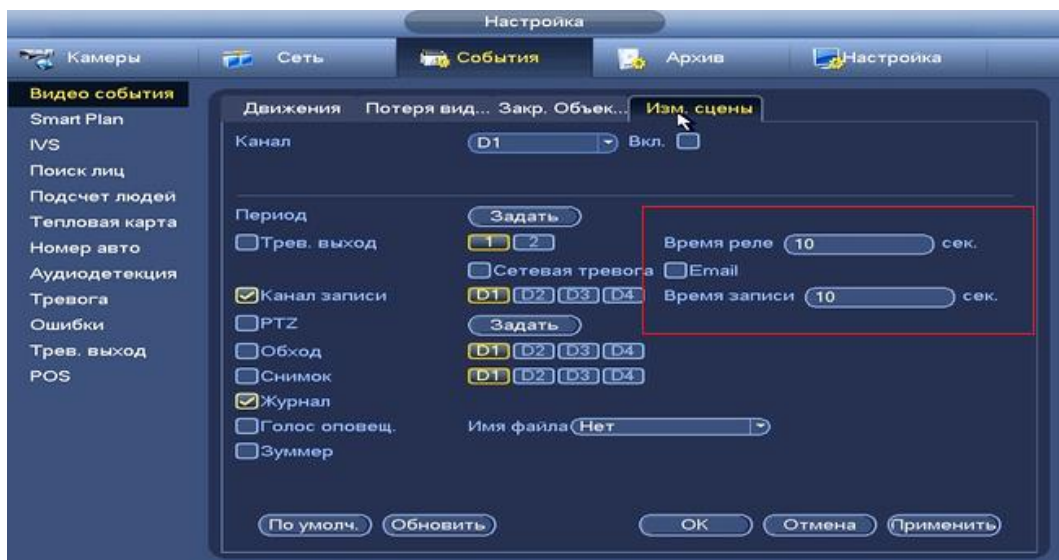 Настройка
Камеры Сеть События Архив Настройка
Видео события
Smart Plan
IVS
Поиск лиц
Подсчет людей
Тепловая карта
Номер авто
Аудиодетекция
Тревога
Ошибки
Трев. выход
POS
Движения Потеря вид... Закр. Объек... Изм. сцены
Канал D1 Вкл.
Период Задать
Трев. выход 1 2 Время реле 10 сек.
Сетевая тревога Email
Канал записи D1 D2 D3 D4 Время записи 10 сек.
PTZ Задать
Обход D1 D2 D3 D4
Снимок D1 D2 D3 D4
Журнал
Голос оповещ. Имя файла Нет
Зуммер
По умолч. Обновить OK Отмена Применить